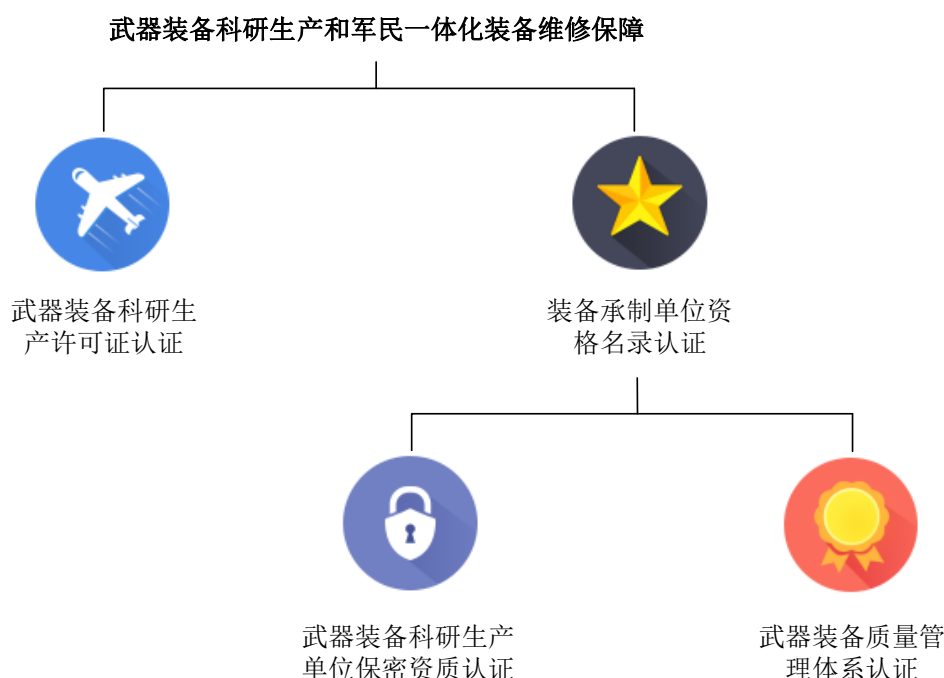 武器装备科研生产和军民一体化装备维修保障
武器装备科研生
产许可证认证
装备承制单位资
格名录认证
武器装备科研生产
单位保密资质认证
武器装备质量管
理体系认证